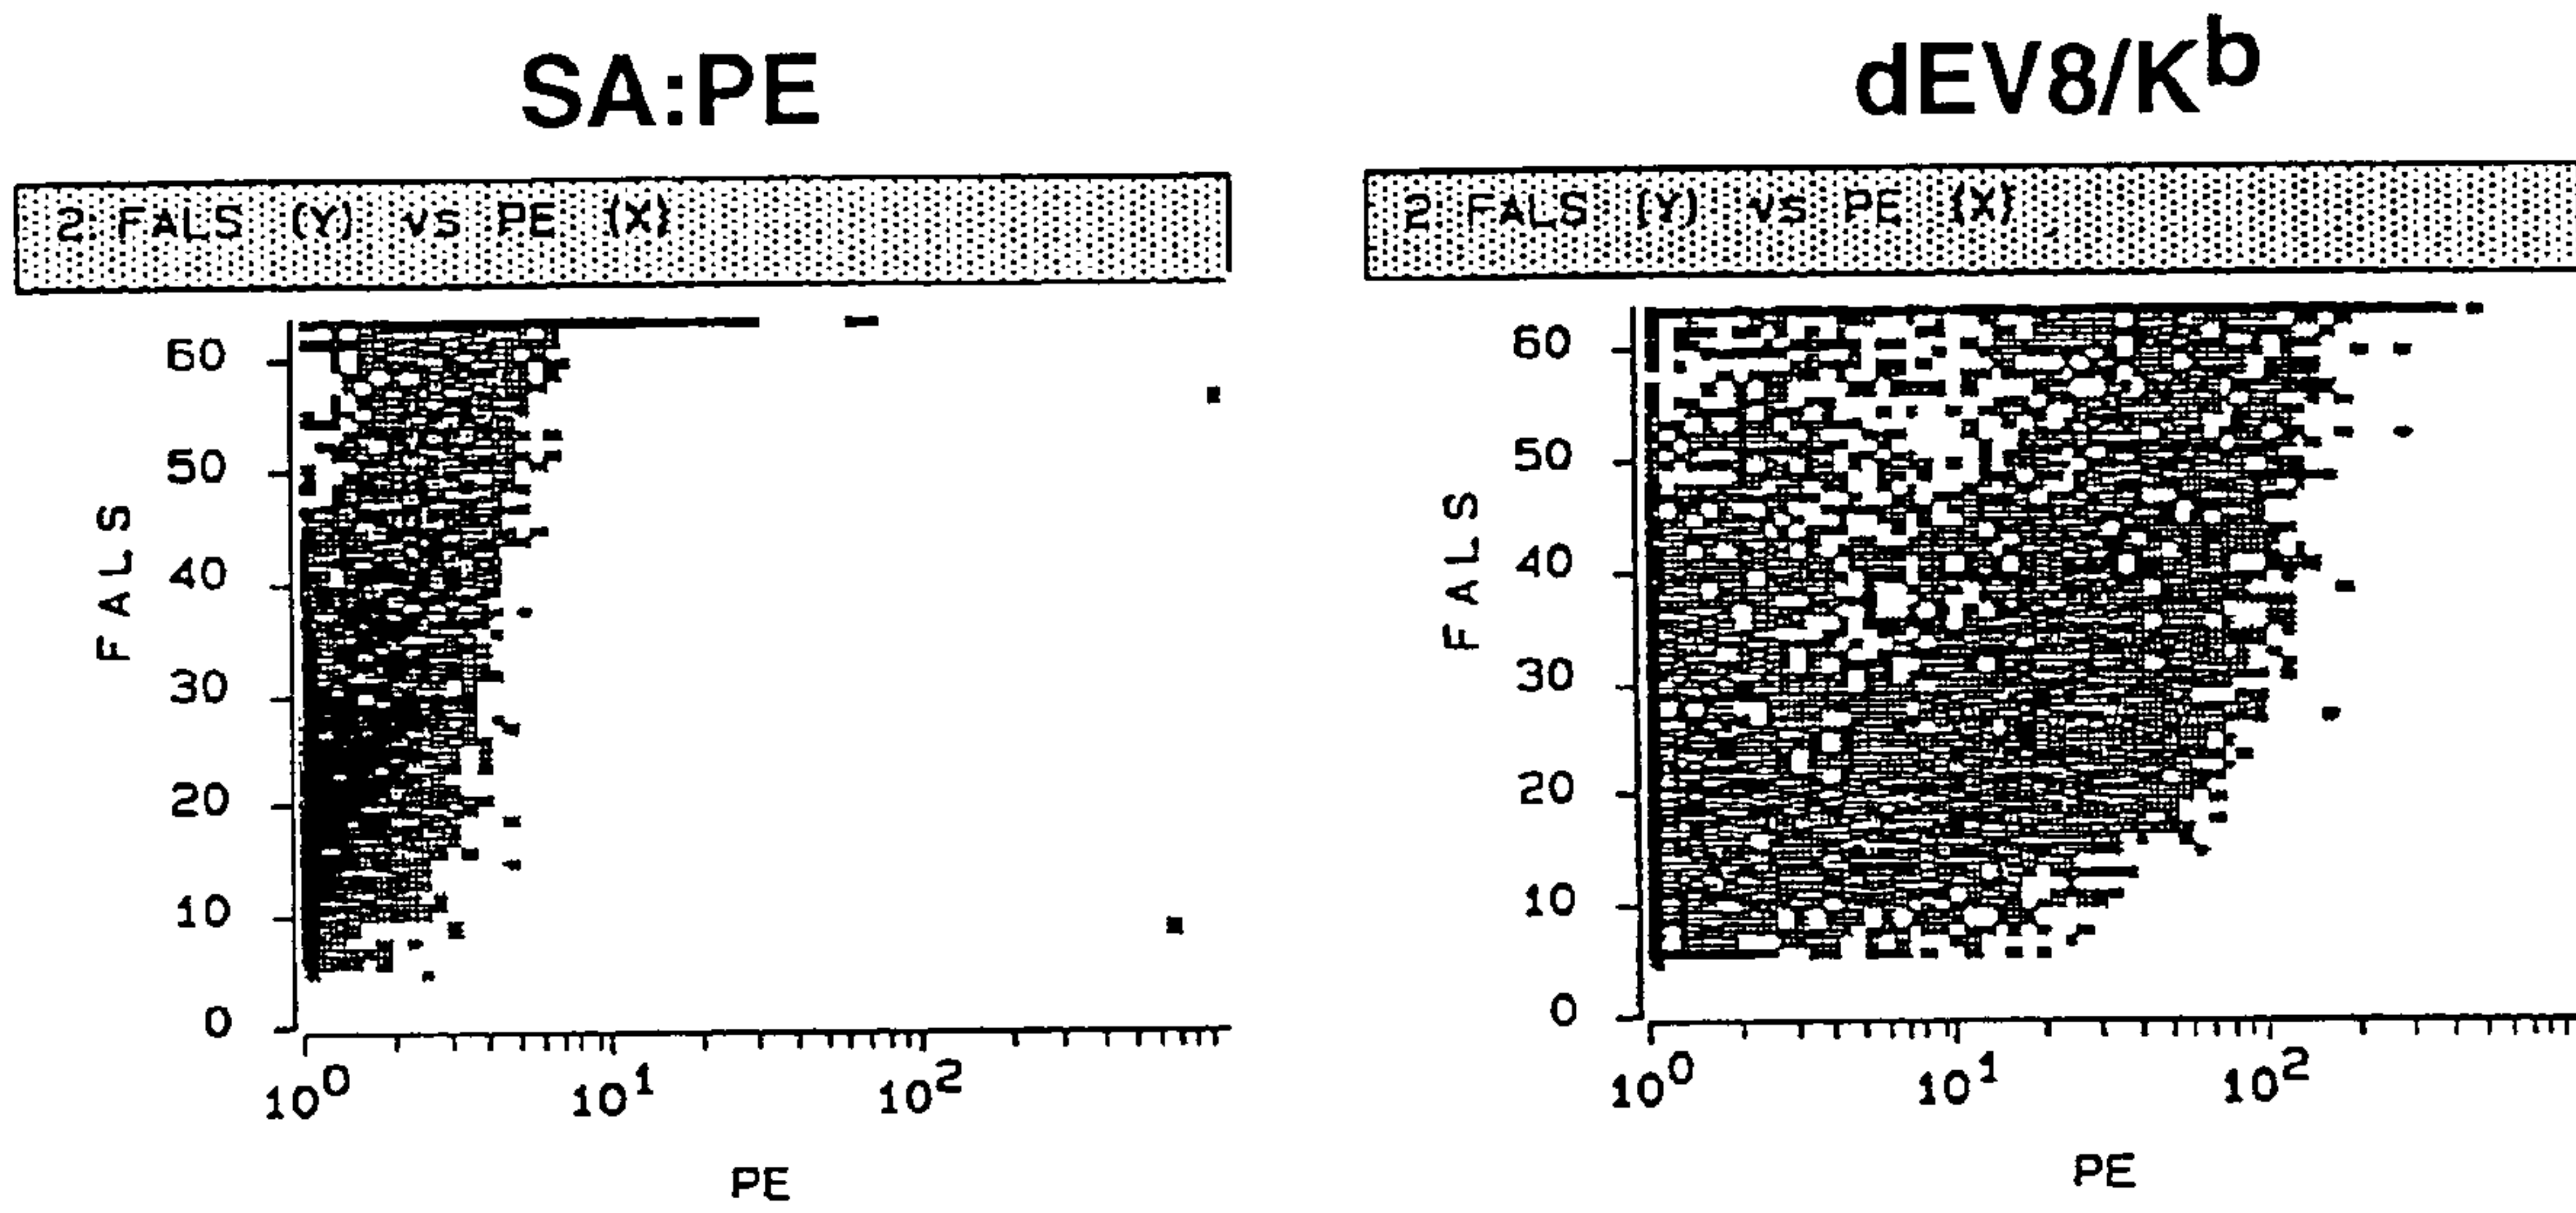 SA:PE
2 FALS (Y) vs PE (X)
60
50
40
30
20
10
0
FALS
10⁰ 10¹ 10²
PE
dEV8/Kᵇ
2 FALS (Y) vs PE (X)
60
50
40
30
20
10
0
FALS
10⁰ 10¹ 10²
PE